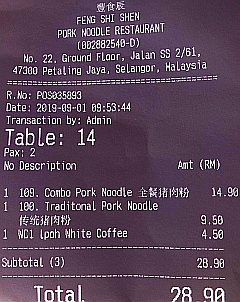 豐食辰
FENG SHI SHEN
PORK NOODLE RESTAURANT
(002882540-D)
No. 22. Ground Floor, Jalan SS 2/61,
47300 Petaling Jaya, Selangor, Malaysia
R.No: POS035893
Date: 2019-09-01 09:53:44
Transaction by: Admin
Table: 14
Pax: 2
No Description Amt (RM)
1 109. Combo Pork Noodle 全餐猪肉粉 14.90
1 100. Traditonal Pork Noodle
传统猪肉粉 9.50
1 WC1 Ipoh White Coffee 4.50
Subtotal (3) 28.90
Total 28.90